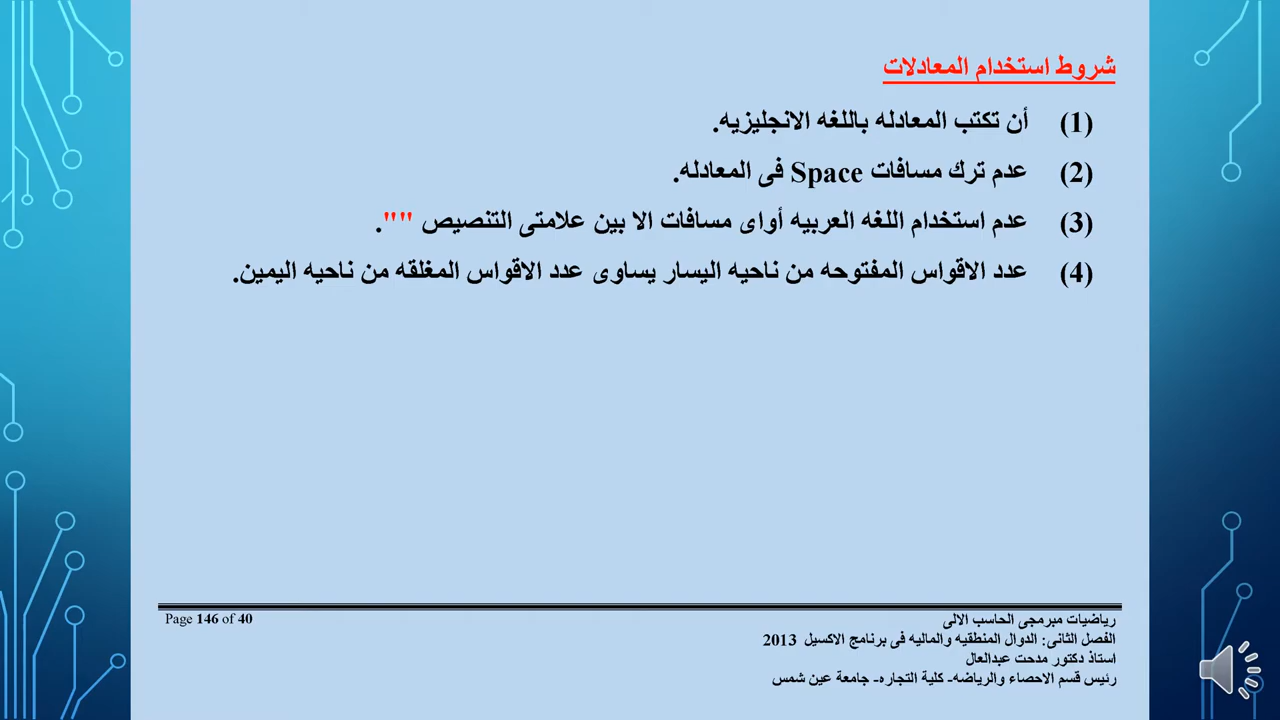 شروط استخدام المعادلات
(1) أن تكتب المعادله باللغه الانجليزيه.
(2) عدم ترك مسافات Space فى المعادله.
(3) عدم استخدام اللغه العربيه أواى مسافات الا بين علامتى التنصيص "".
(4) عدد الاقواس المفتوحه من ناحيه اليسار يساوى عدد الاقواس المغلقه من ناحيه اليمين.
رياضيات مبرمجى الحاسب الالى
Page 146 of 40
الفصل الثانى: الدوال المنطقيه والماليه فى برنامج الاكسيل 2013
استاذ دكتور مدحت عبدالعال
رئيس قسم الاحصاء والرياضه- كلية التجاره- جامعة عين شمس